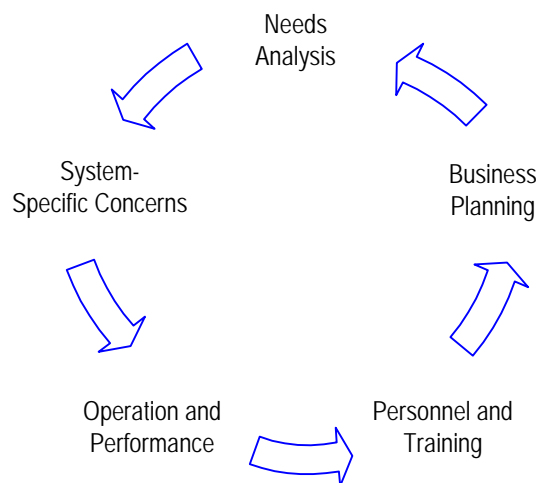 Needs
Analysis
System-
Specific Concerns
Business
Planning
Operation and
Performance
Personnel and
Training